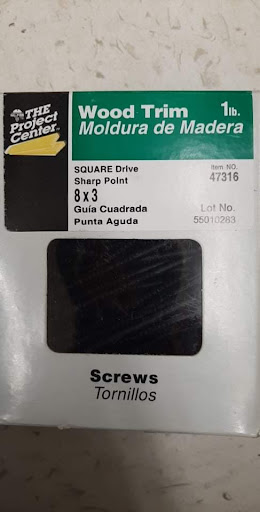 THE
Project
Center
Wood Trim 1lb.
Moldura de Madera
SQUARE Drive
Sharp Point
8 x 3
Guía Cuadrada
Punta Aguda
Item NO.
47316
Lot No.
55010283
Screws
Tornillos